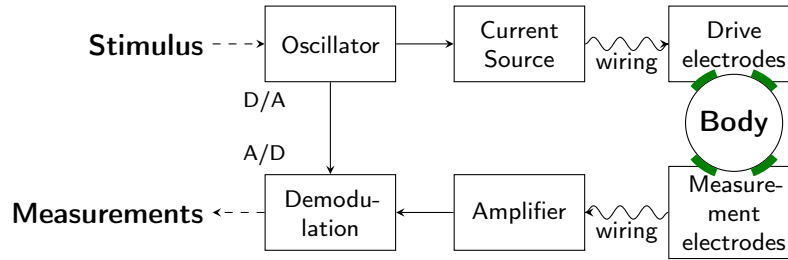 Stimulus
Oscillator
Current
Source
wiring
Drive
electrodes
D/A
Body
A/D
Measurements
Demodu-
lation
Amplifier
wiring
Measure-
ment
electrodes